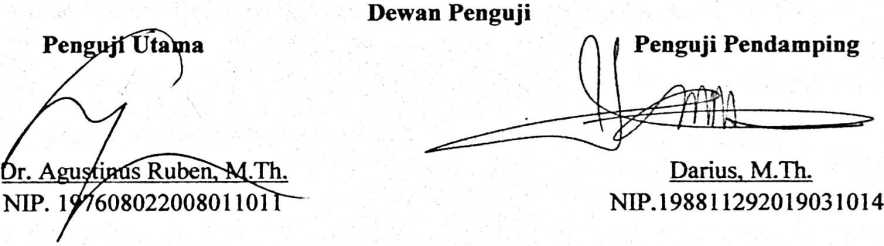 Dewan Penguji
Penguji Utama Penguji Pendamping
Dr. Agustinus Ruben, M.Th. Darius, M.Th.
NIP. 197608022008011011 NIP.198811292019031014